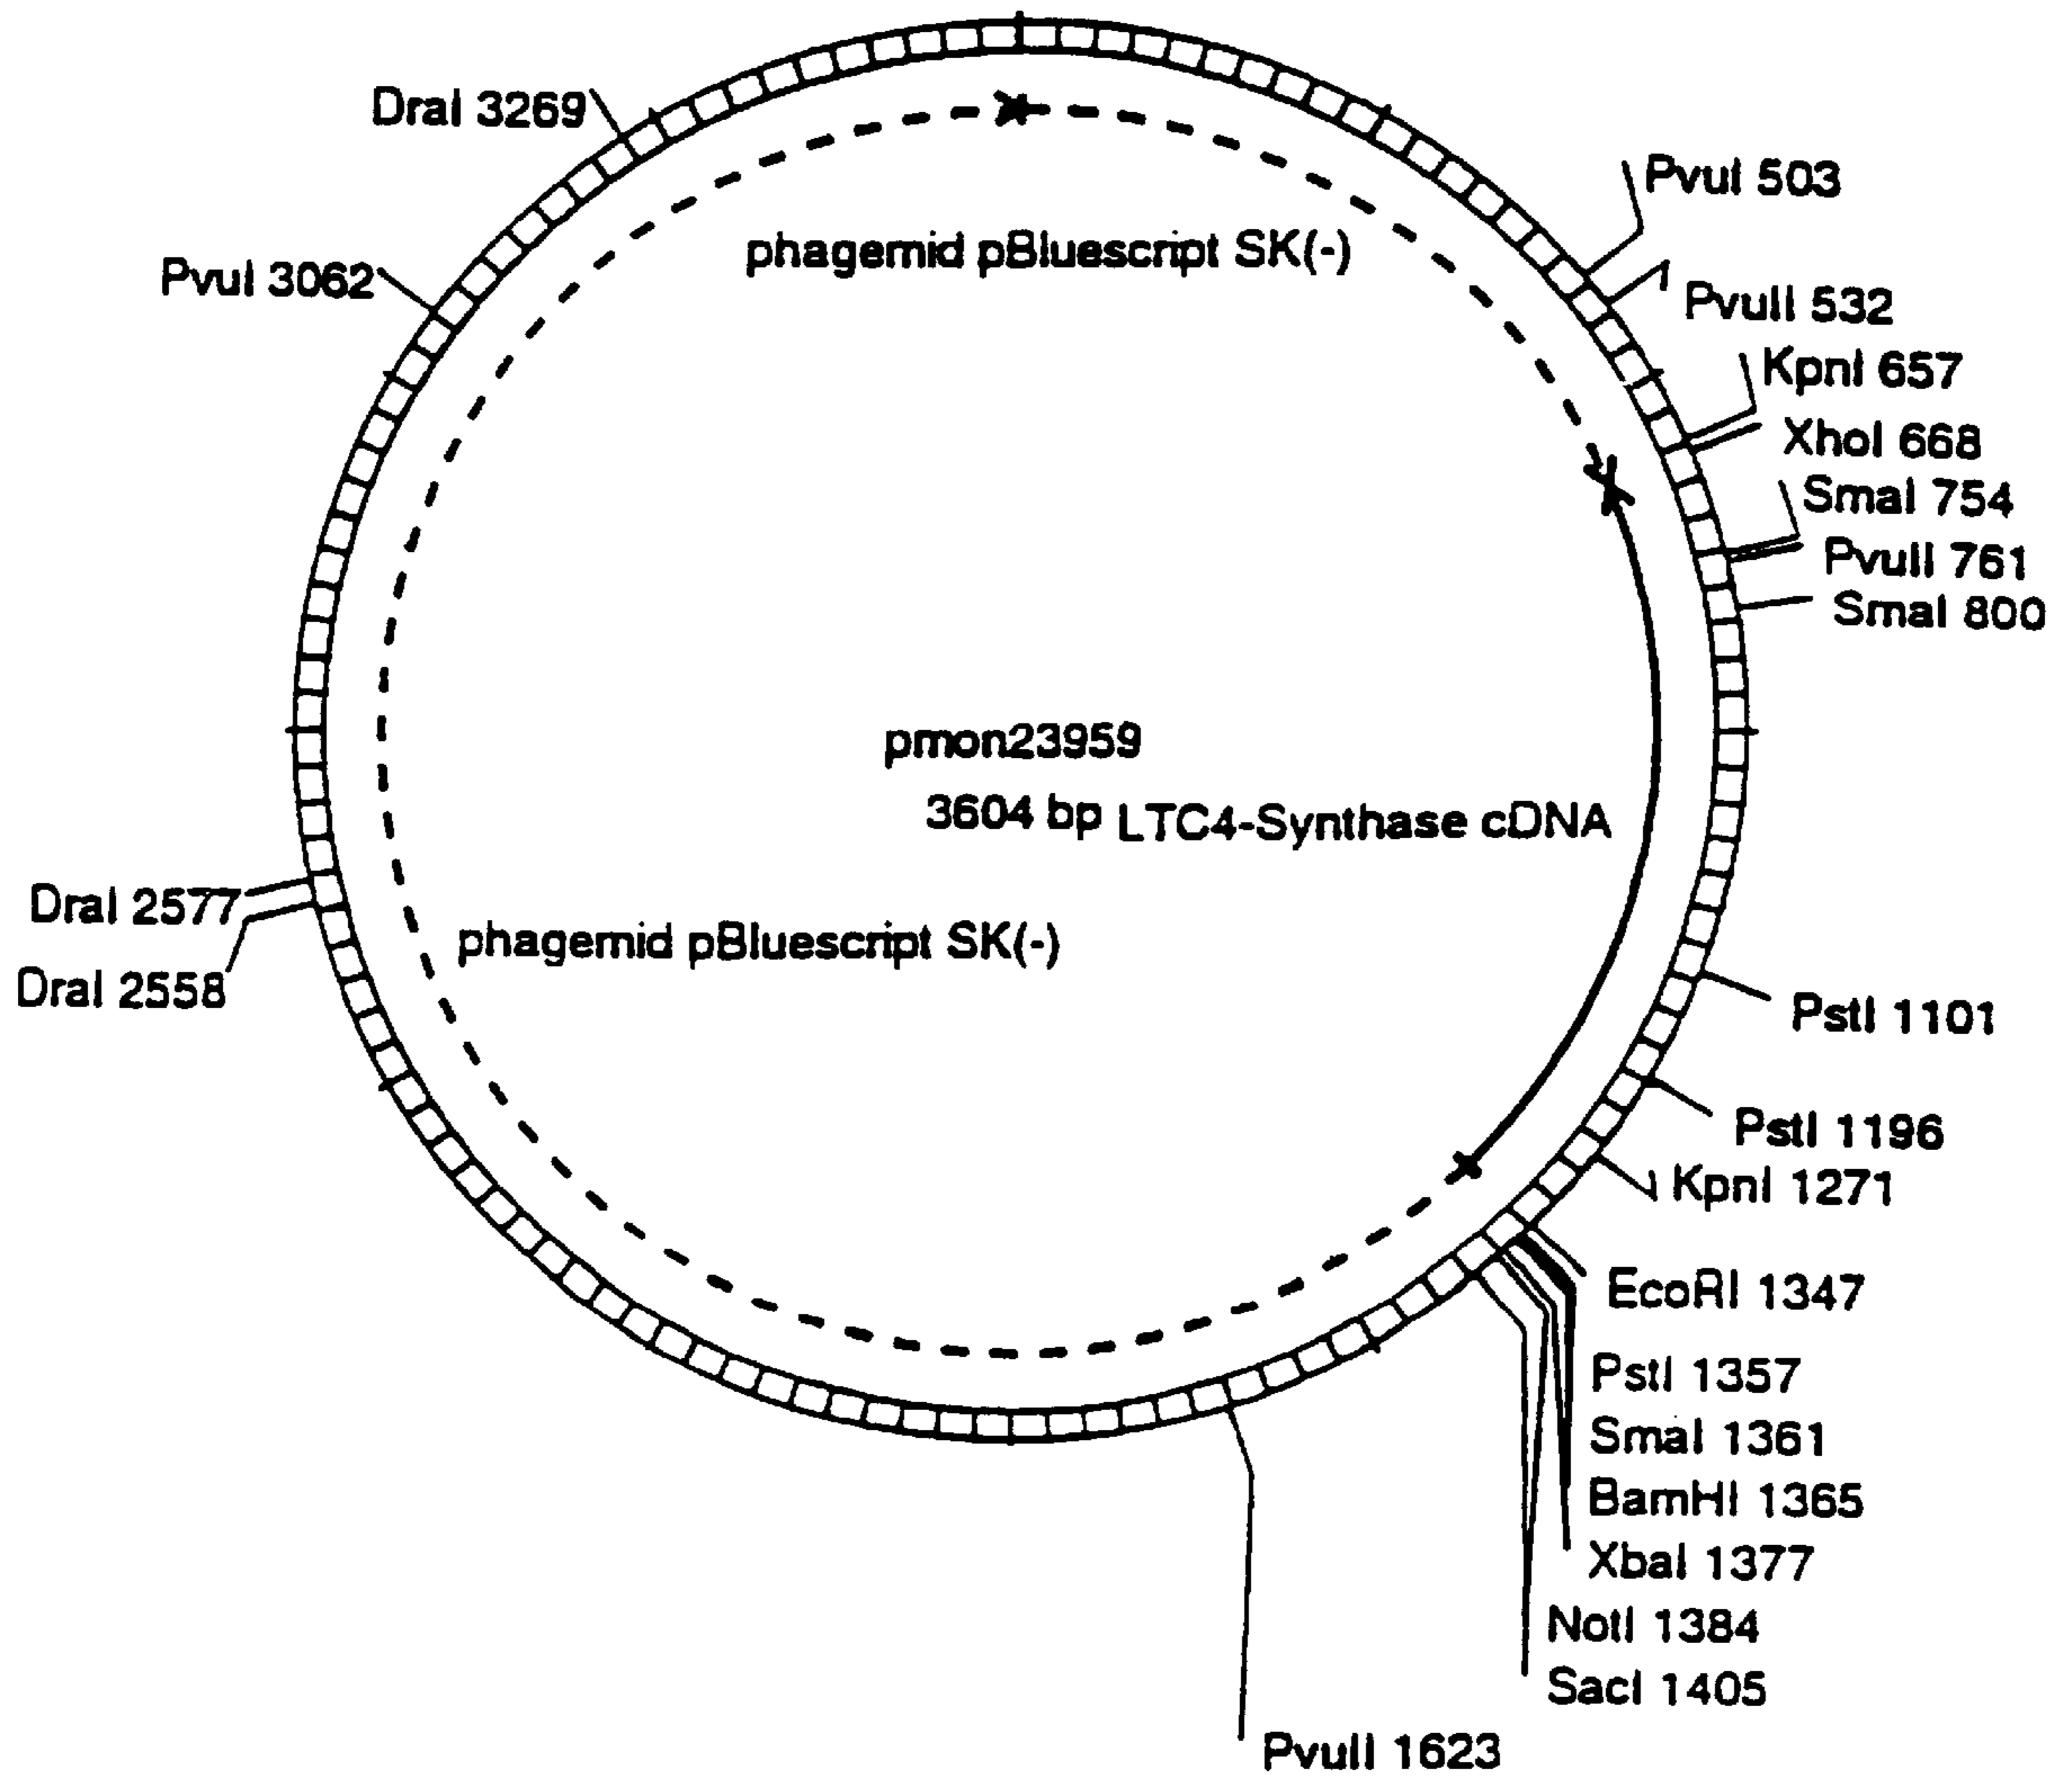 DraI 3269
PvuI 503
phagemid pBluescript SK(-)
PvuI 3062
PvuII 532
KpnI 657
XhoI 668
SmaI 754
PvuII 761
SmaI 800
pmon23959
3604 bp LTC4-Synthase cDNA
DraI 2577
phagemid pBluescript SK(-)
DraI 2558
PstI 1101
PstI 1196
KpnI 1271
EcoRI 1347
PstI 1357
SmaI 1361
BamHI 1365
XbaI 1377
NotI 1384
SacI 1405
PvuII 1623